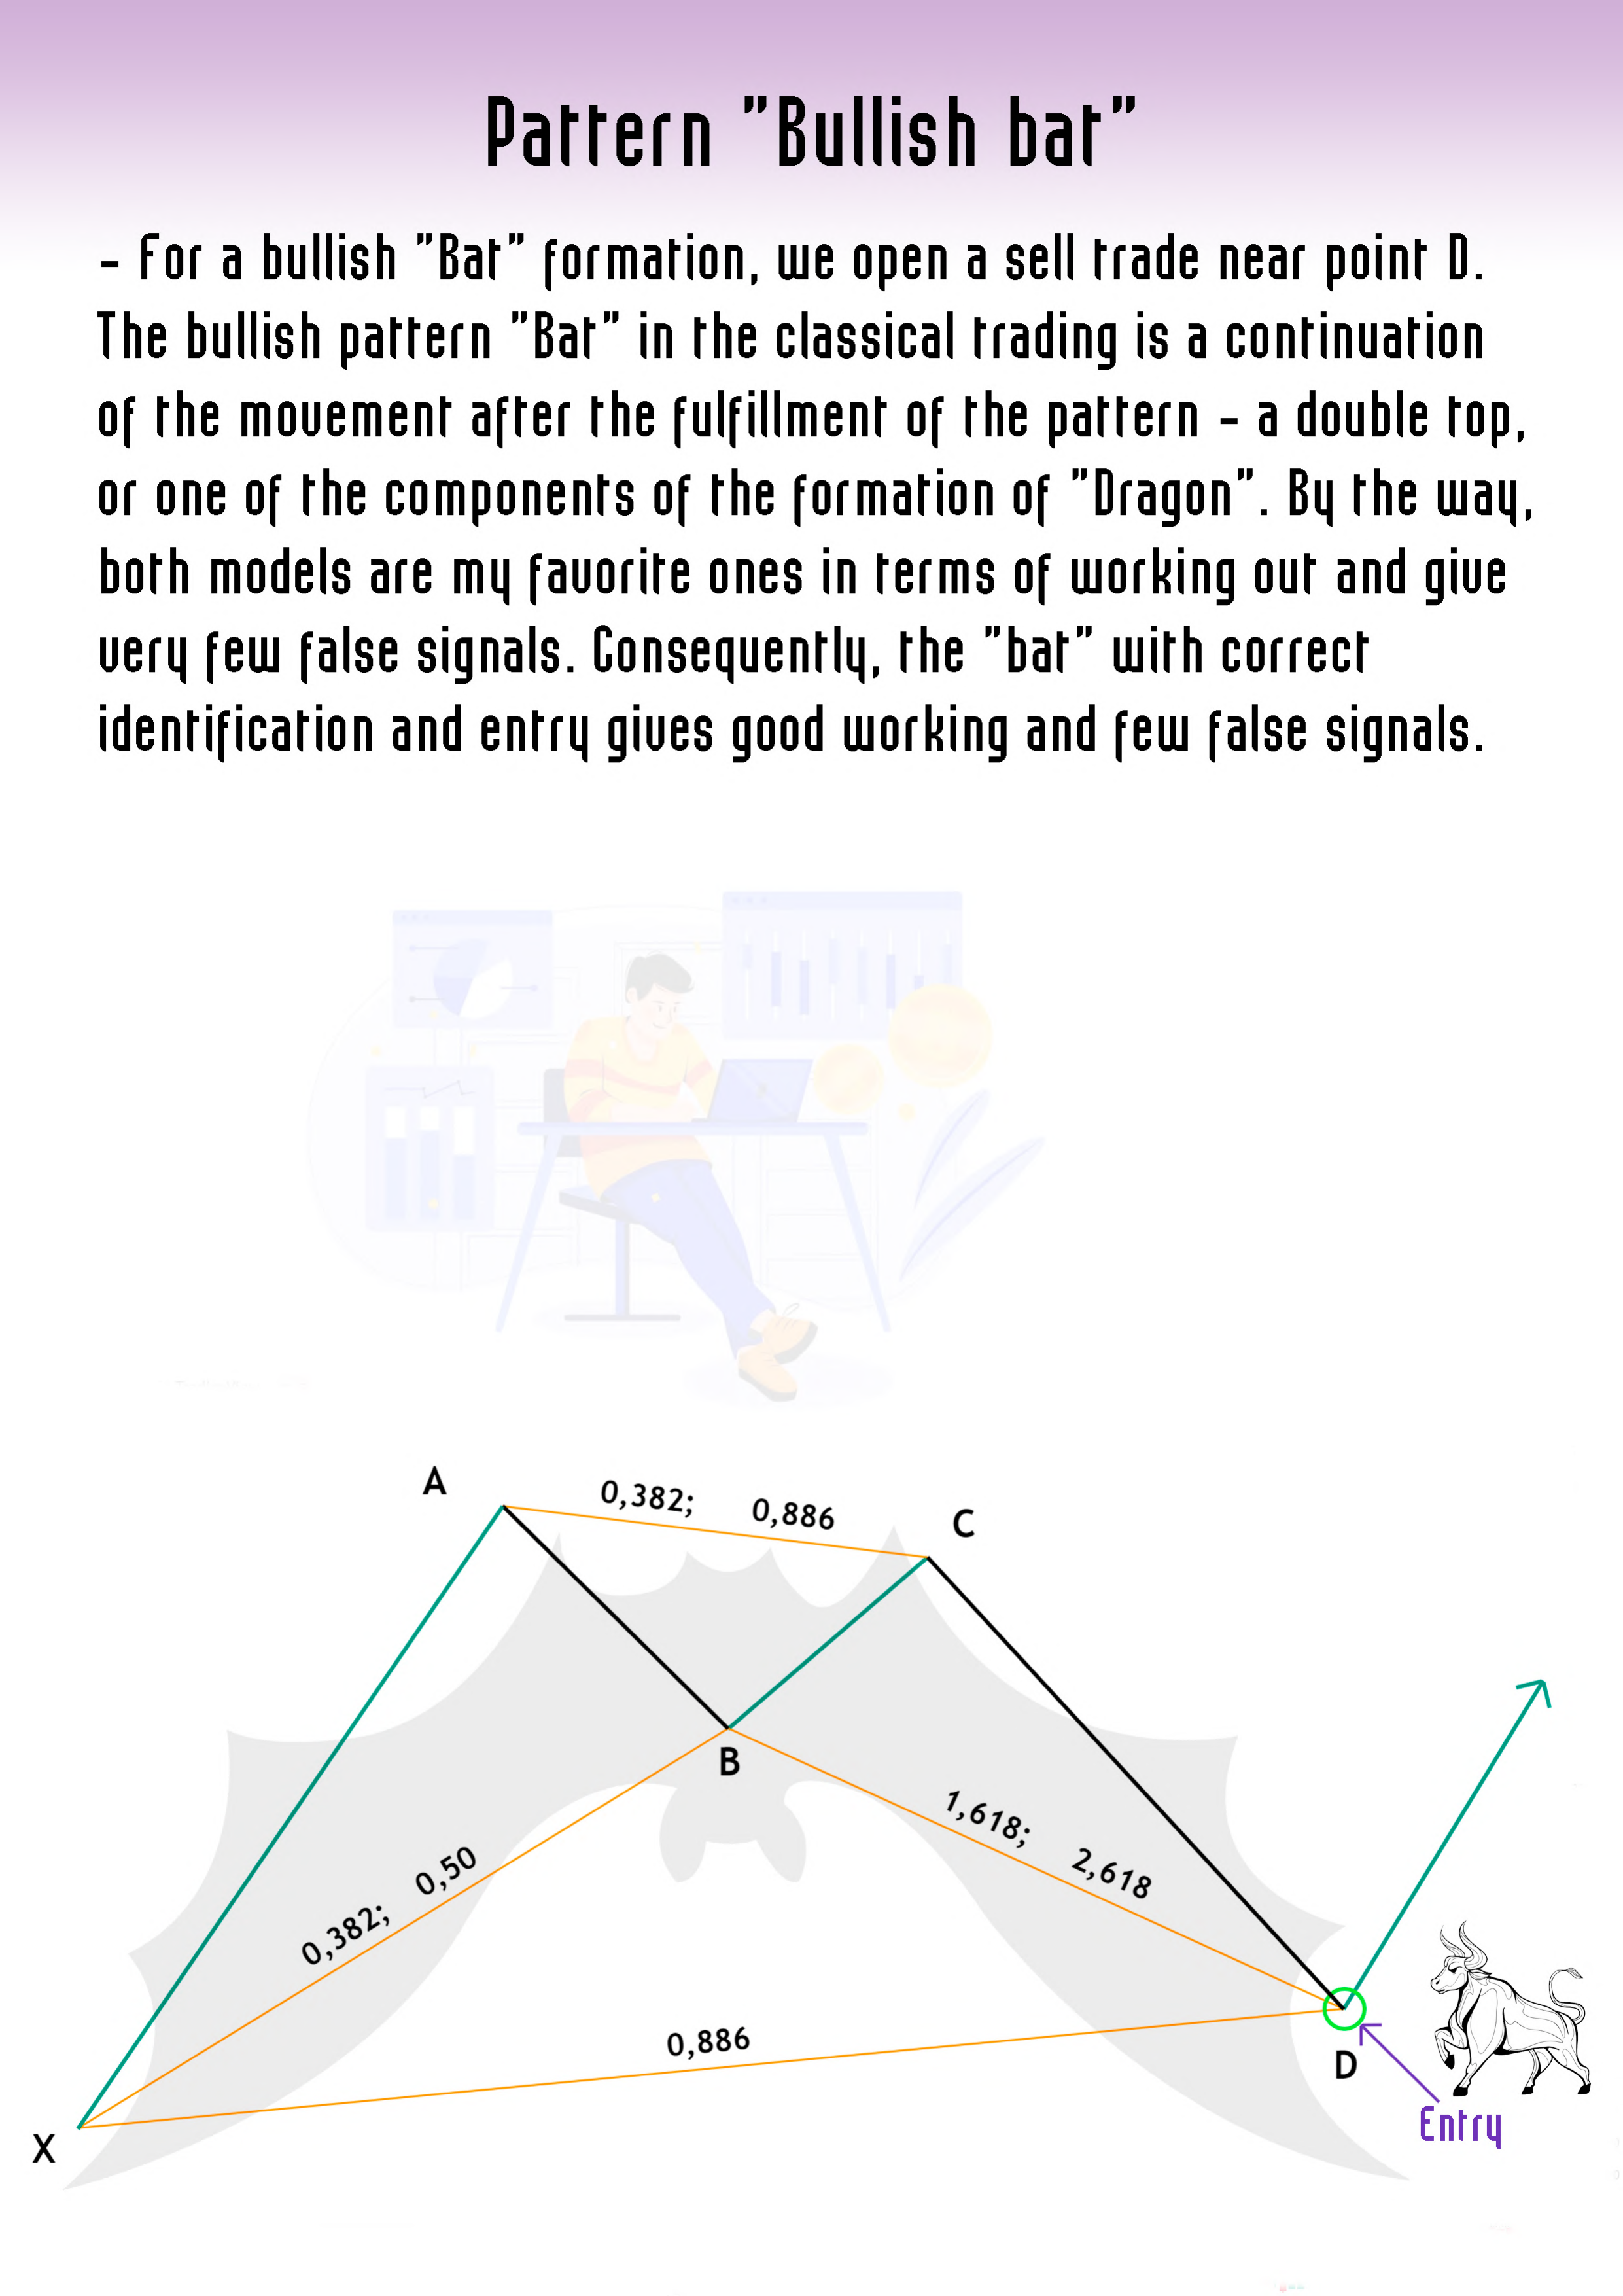 Pattern "Bullish bat"
- For a bullish "Bat" formation, we open a sell trade near point D.
The bullish pattern "Bat" in the classical trading is a continuation
of the movement after the fulfillment of the pattern - a double top,
or one of the components of the formation of "Dragon". By the way,
both models are my favorite ones in terms of working out and give
very few false signals. Consequently, the "bat" with correct
identification and entry gives good working and few false signals.
A
0,382; 0,886
C
B
1,618; 2,618
0,382; 0,50
0,886
D
X
Entry